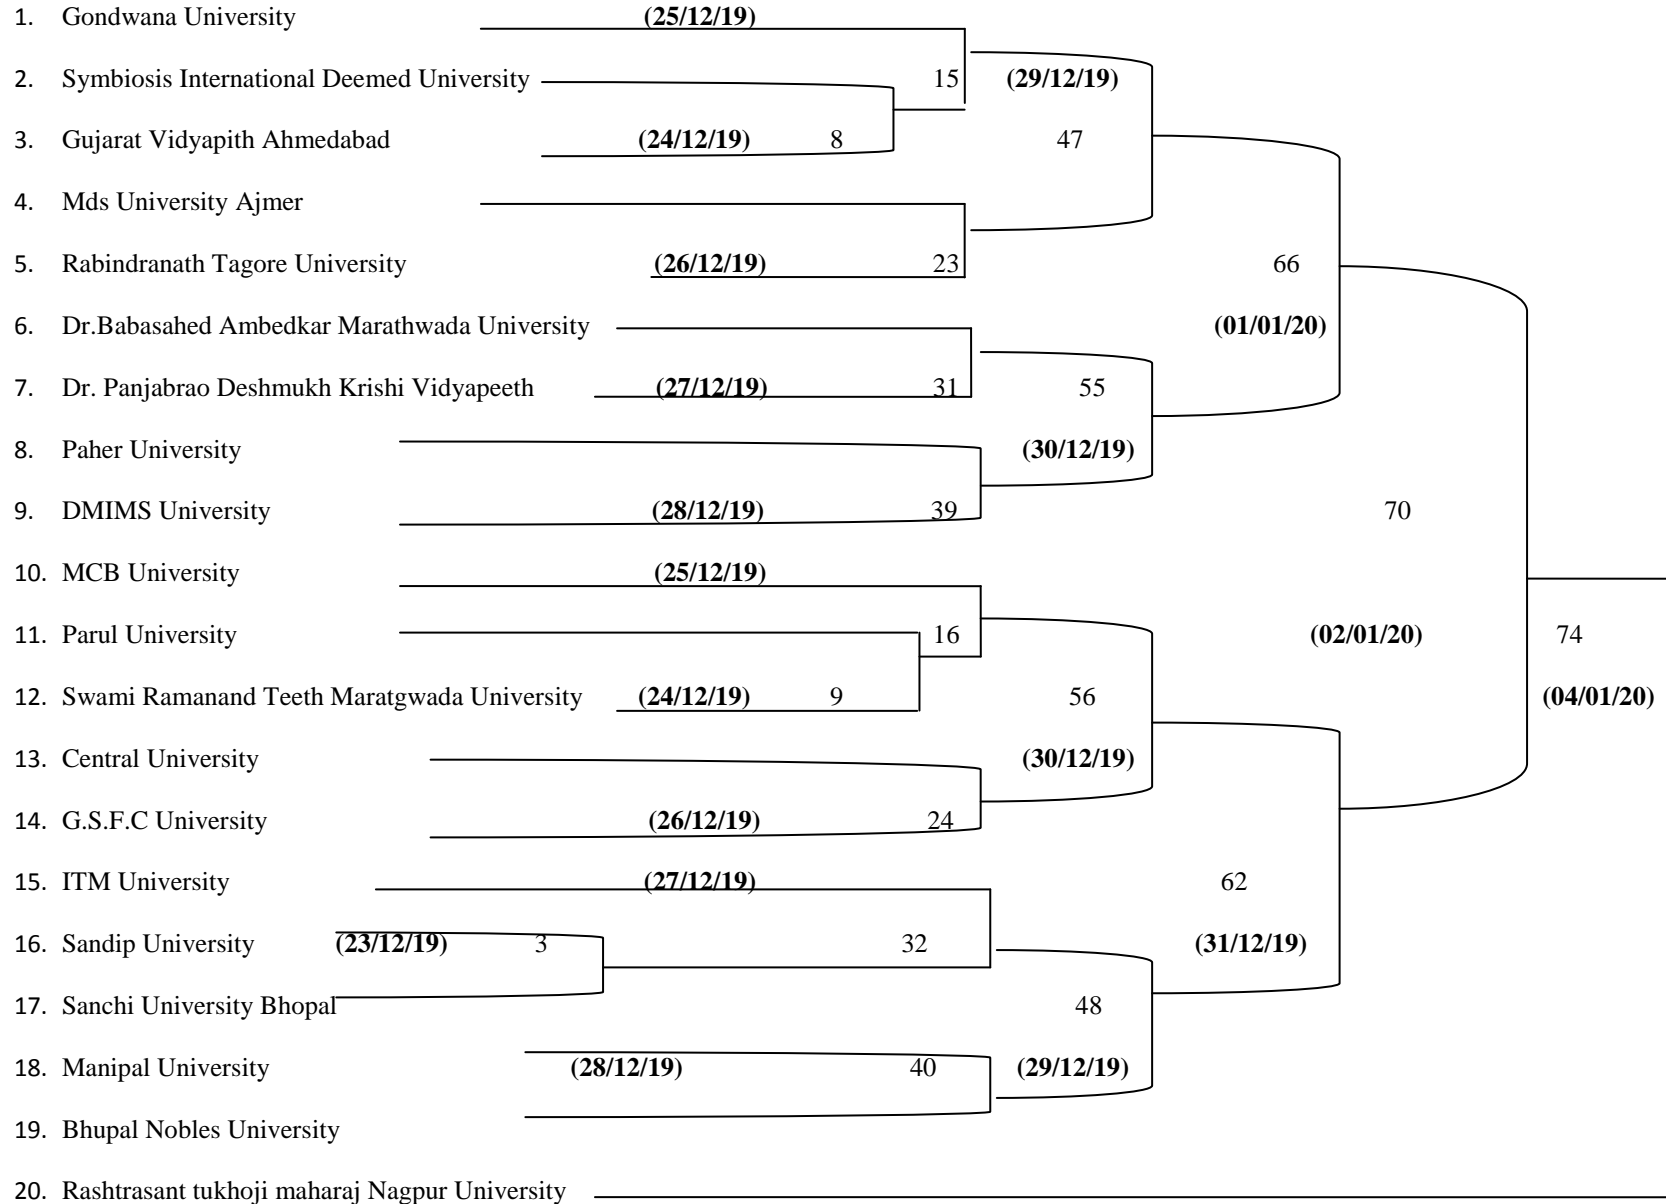 1. Gondwana University (25/12/19)
2. Symbiosis International Deemed University 15 (29/12/19)
3. Gujarat Vidyapith Ahmedabad (24/12/19) 8 47
4. Mds University Ajmer
5. Rabindranath Tagore University (26/12/19) 23 66
6. Dr.Babasahed Ambedkar Marathwada University (01/01/20)
7. Dr. Panjabrao Deshmukh Krishi Vidyapeeth (27/12/19) 31 55
8. Paher University (30/12/19)
9. DMIMS University (28/12/19) 39 70
10. MCB University (25/12/19)
11. Parul University 16 (02/01/20) 74
12. Swami Ramanand Teeth Maratgwada University (24/12/19) 9 56 (04/01/20)
13. Central University (30/12/19)
14. G.S.F.C University (26/12/19) 24
15. ITM University (27/12/19) 62
16. Sandip University (23/12/19) 3 32 (31/12/19)
17. Sanchi University Bhopal 48
18. Manipal University (28/12/19) 40 (29/12/19)
19. Bhupal Nobles University
20. Rashtrasant tukhoji maharaj Nagpur University